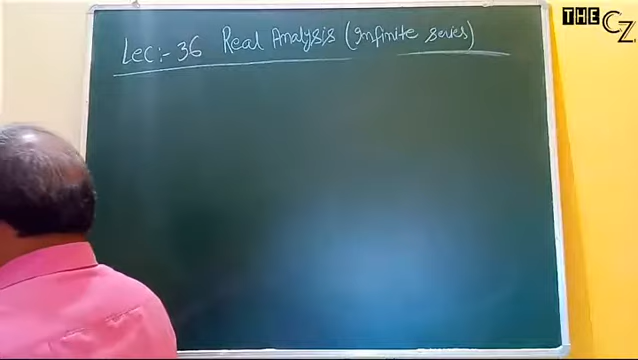 Lec:- 36 Real Analysis (Infinite series)
THE CZ